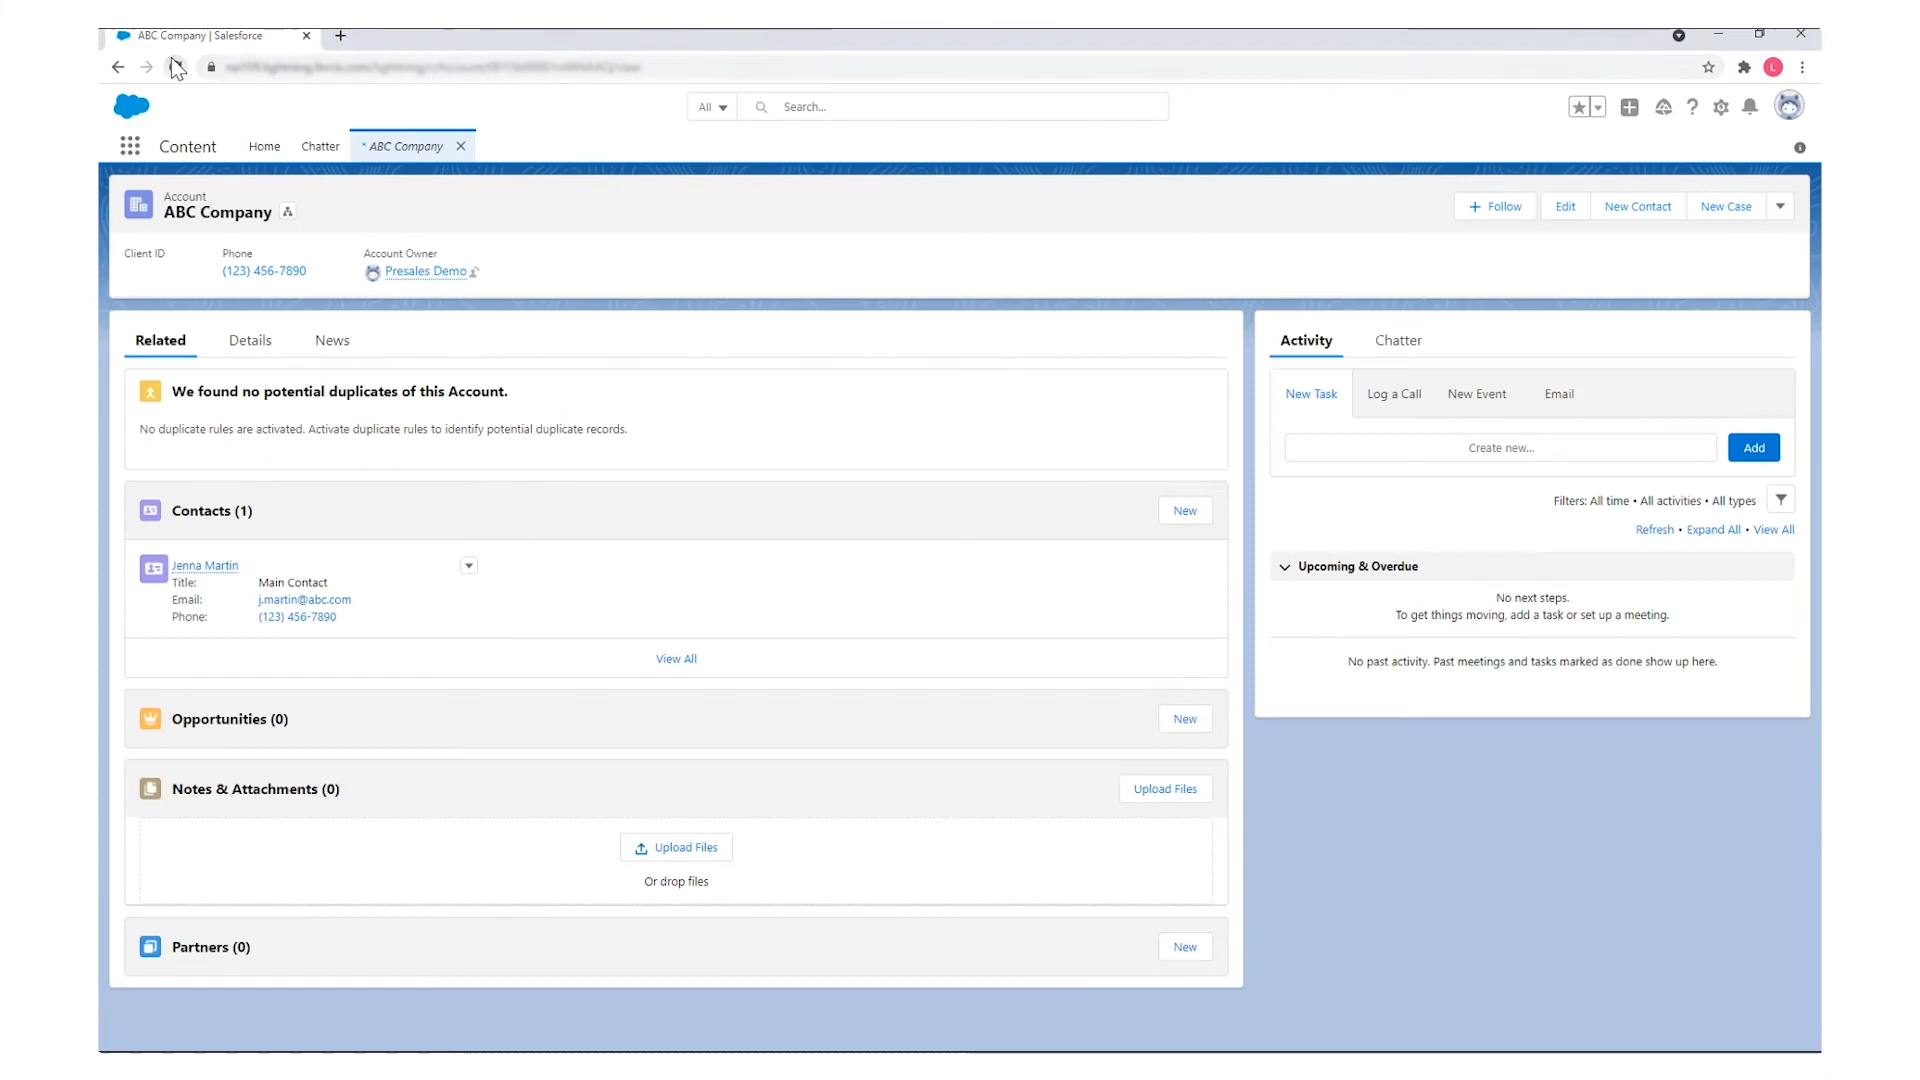 ABC Company | Salesforce
L
All
Search...
Content
Home
Chatter
* ABC Company
Account
ABC Company
Follow
Edit
New Contact
New Case
Client ID
Phone
Account Owner
(123) 456-7890
Presales Demo
Related
Details
News
Activity
Chatter
We found no potential duplicates of this Account.
No duplicate rules are activated. Activate duplicate rules to identify potential duplicate records.
New Task
Log a Call
New Event
Email
Create new...
Add
Filters: All time • All activities • All types
Refresh • Expand All • View All
Contacts (1)
New
Jenna Martin
Title: Main Contact
Email: j.martin@abc.com
Phone: (123) 456-7890
View All
Upcoming & Overdue
No next steps.
To get things moving, add a task or set up a meeting.
No past activity. Past meetings and tasks marked as done show up here.
Opportunities (0)
New
Notes & Attachments (0)
Upload Files
Upload Files
Or drop files
Partners (0)
New